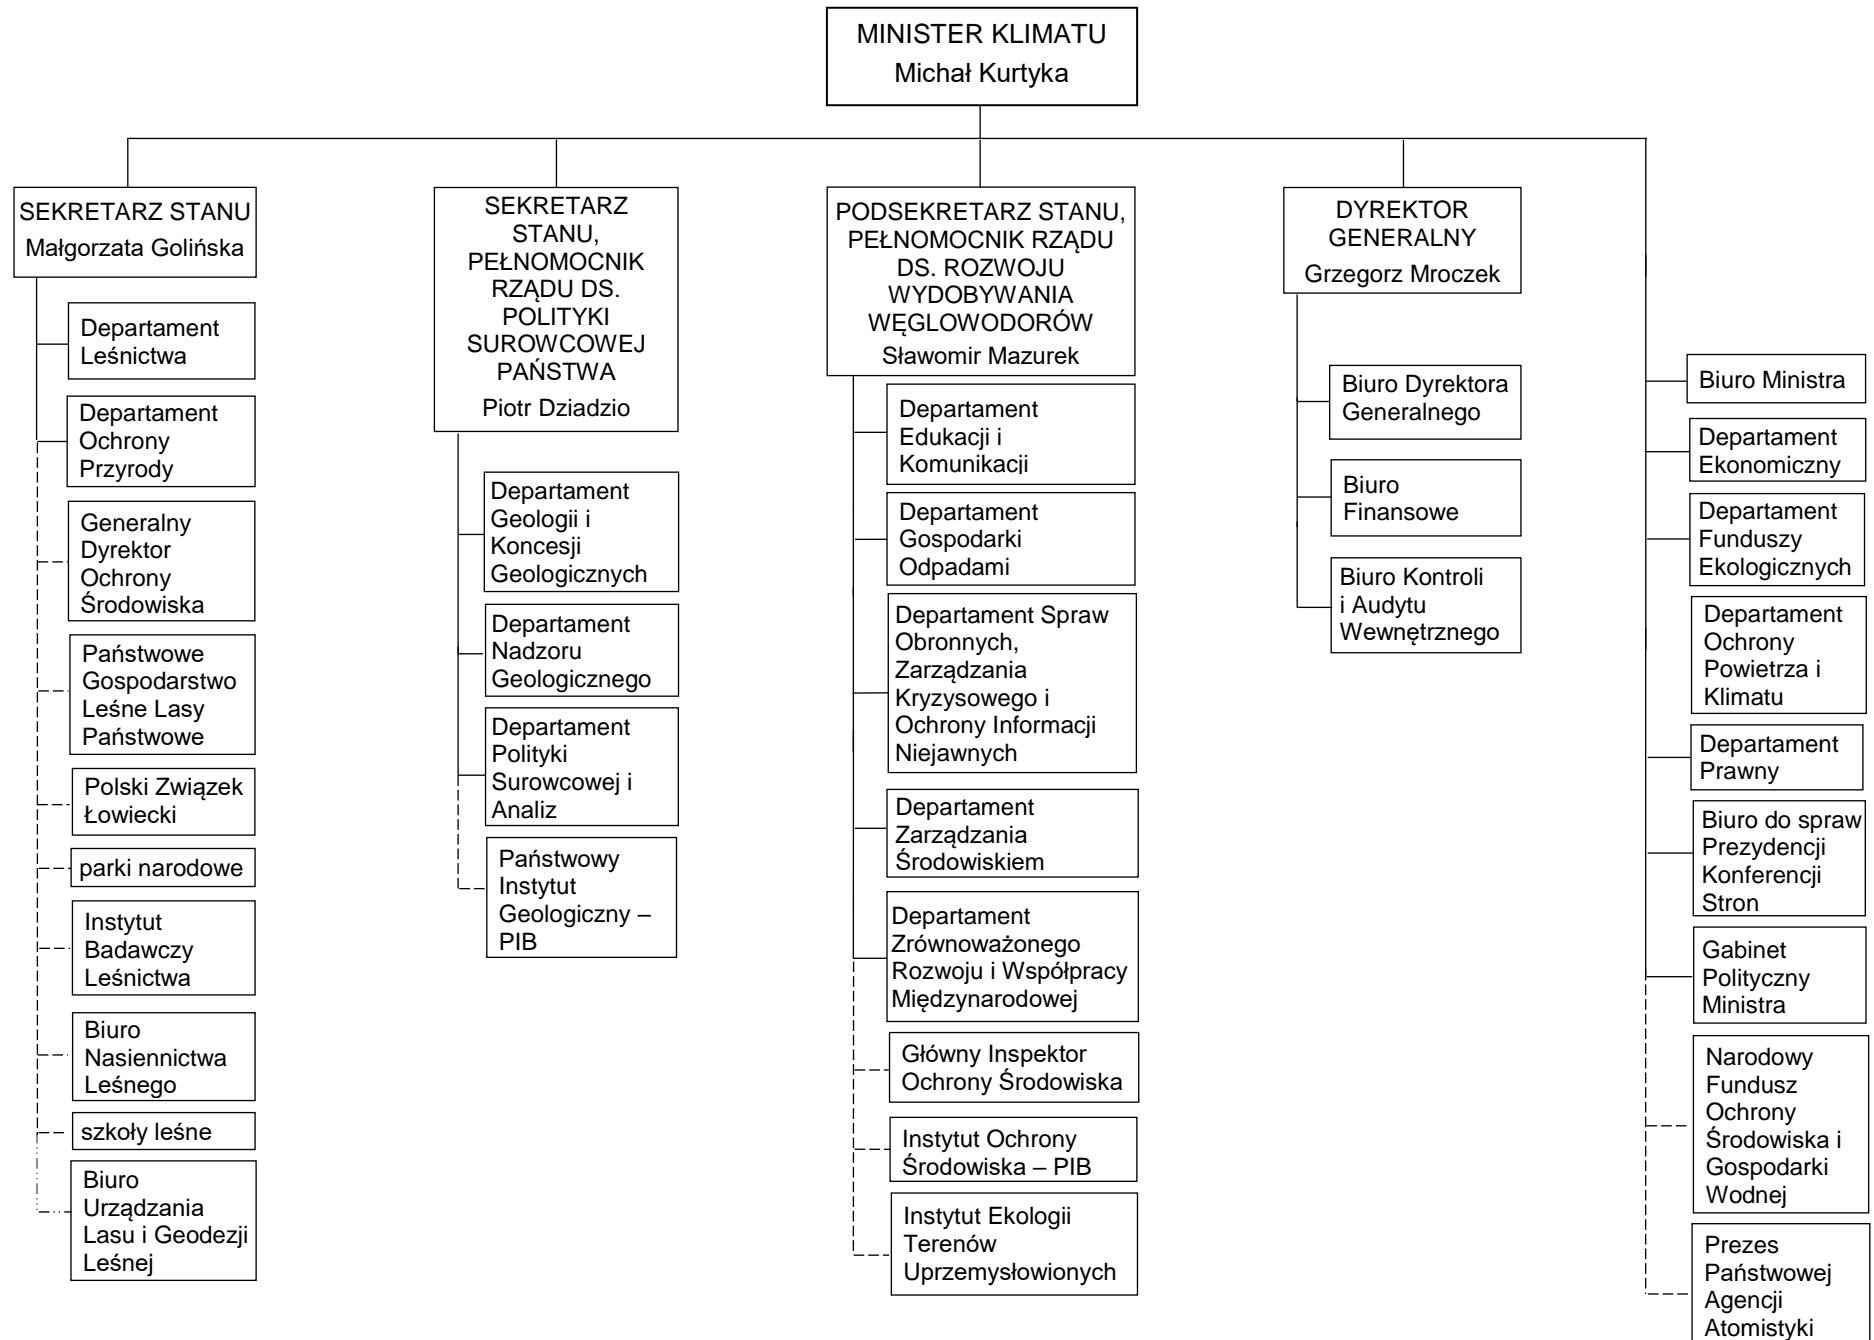 MINISTER KLIMATU
Michał Kurtyka
SEKRETARZ STANU
Małgorzata Golińska
Departament
Leśnictwa
Departament
Ochrony
Przyrody
Generalny
Dyrektor
Ochrony
Środowiska
Państwowe
Gospodarstwo
Leśne Lasy
Państwowe
Polski Związek
Łowiecki
parki narodowe
Instytut
Badawczy
Leśnictwa
Biuro
Nasiennictwa
Leśnego
szkoły leśne
Biuro
Urządzania
Lasu i Geodezji
Leśnej
SEKRETARZ
STANU,
PEŁNOMOCNIK
RZĄDU DS.
POLITYKI
SUROWCOWEJ
PAŃSTWA
Piotr Dziadzio
Departament
Geologii i
Koncesji
Geologicznych
Departament
Nadzoru
Geologicznego
Departament
Polityki
Surowcowej i
Analiz
Państwowy
Instytut
Geologiczny –
PIB
PODSEKRETARZ STANU,
PEŁNOMOCNIK RZĄDU
DS. ROZWOJU
WYDOBYWANIA
WĘGLOWODORÓW
Sławomir Mazurek
Departament
Edukacji i
Komunikacji
Departament
Gospodarki
Odpadami
Departament Spraw
Obronnych,
Zarządzania
Kryzysowego i
Ochrony Informacji
Niejawnych
Departament
Zarządzania
Środowiskiem
Departament
Zrównoważonego
Rozwoju i Współpracy
Międzynarodowej
Główny Inspektor
Ochrony Środowiska
Instytut Ochrony
Środowiska – PIB
Instytut Ekologii
Terenów
Uprzemysłowionych
DYREKTOR
GENERALNY
Grzegorz Mroczek
Biuro Dyrektora
Generalnego
Biuro
Finansowe
Biuro Kontroli
i Audytu
Wewnętrznego
Biuro Ministra
Departament
Ekonomiczny
Departament
Funduszy
Ekologicznych
Departament
Ochrony
Powietrza i
Klimatu
Departament
Prawny
Biuro do spraw
Prezydencji
Konferencji
Stron
Gabinet
Polityczny
Ministra
Narodowy
Fundusz
Ochrony
Środowiska i
Gospodarki
Wodnej
Prezes
Państwowej
Agencji
Atomistyki